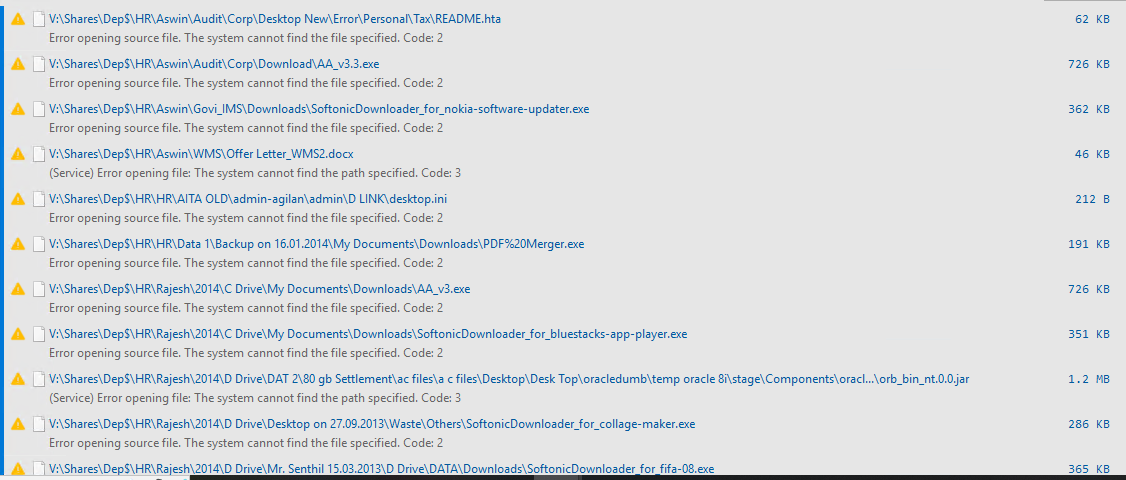 V:\Shares\Dep$\HR\Aswin\Audit\Corp\Desktop New\Error\Personal\Tax\README.hta 62 KB
Error opening source file. The system cannot find the file specified. Code: 2
V:\Shares\Dep$\HR\Aswin\Audit\Corp\Download\AA_v3.3.exe 726 KB
Error opening source file. The system cannot find the file specified. Code: 2
V:\Shares\Dep$\HR\Aswin\Govi_IMS\Downloads\SoftonicDownloader_for_nokia-software-updater.exe 362 KB
Error opening source file. The system cannot find the file specified. Code: 2
V:\Shares\Dep$\HR\Aswin\WMS\Offer Letter_WMS2.docx 46 KB
(Service) Error opening file: The system cannot find the path specified. Code: 3
V:\Shares\Dep$\HR\HR\AITA OLD\admin-agilan\admin\D LINK\desktop.ini 212 B
Error opening source file. The system cannot find the file specified. Code: 2
V:\Shares\Dep$\HR\HR\Data 1\Backup on 16.01.2014\My Documents\Downloads\PDF%20Merger.exe 191 KB
Error opening source file. The system cannot find the file specified. Code: 2
V:\Shares\Dep$\HR\Rajesh\2014\C Drive\My Documents\Downloads\AA_v3.exe 726 KB
Error opening source file. The system cannot find the file specified. Code: 2
V:\Shares\Dep$\HR\Rajesh\2014\C Drive\My Documents\Downloads\SoftonicDownloader_for_bluestacks-app-player.exe 351 KB
Error opening source file. The system cannot find the file specified. Code: 2
V:\Shares\Dep$\HR\Rajesh\2014\D Drive\DAT 2\80 gb Settlement\ac files\a c files\Desktop\Desk Top\oracledumb\temp oracle 8i\stage\Components\oracl...\orb_bin_nt.0.0.jar 1.2 MB
(Service) Error opening file: The system cannot find the path specified. Code: 3
V:\Shares\Dep$\HR\Rajesh\2014\D Drive\Desktop on 27.09.2013\Waste\Others\SoftonicDownloader_for_collage-maker.exe 286 KB
Error opening source file. The system cannot find the file specified. Code: 2
V:\Shares\Dep$\HR\Rajesh\2014\D Drive\Mr. Senthil 15.03.2013\D Drive\DATA\Downloads\SoftonicDownloader_for_fifa-08.exe 365 KB